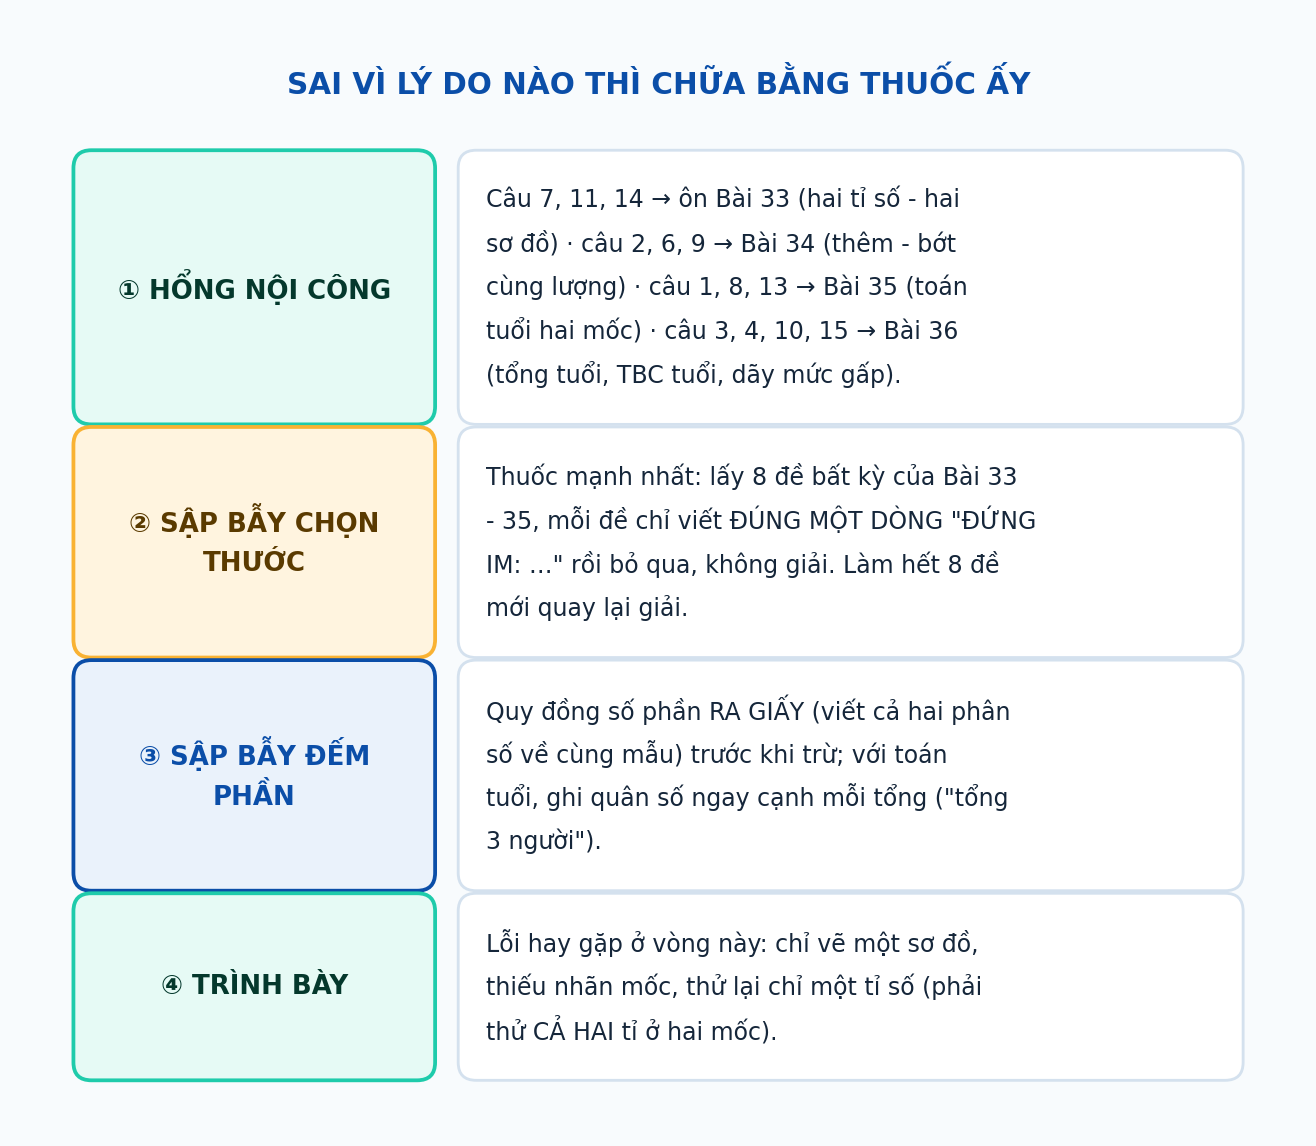 SAI VÌ LÝ DO NÀO THÌ CHỮA BẰNG THUỐC ẤY
① HỔNG NỘI CÔNG
Câu 7, 11, 14 → ôn Bài 33 (hai tỉ số - hai
sơ đồ) · câu 2, 6, 9 → Bài 34 (thêm - bớt
cùng lượng) · câu 1, 8, 13 → Bài 35 (toán
tuổi hai mốc) · câu 3, 4, 10, 15 → Bài 36
(tổng tuổi, TBC tuổi, dãy mức gấp).
② SẬP BẪY CHỌN
THƯỚC
Thuốc mạnh nhất: lấy 8 đề bất kỳ của Bài 33
- 35, mỗi đề chỉ viết ĐÚNG MỘT DÒNG "ĐỨNG
IM: ..." rồi bỏ qua, không giải. Làm hết 8 đề
mới quay lại giải.
③ SẬP BẪY ĐẾM
PHẦN
Quy đồng số phần RA GIẤY (viết cả hai phân
số về cùng mẫu) trước khi trừ; với toán
tuổi, ghi quân số ngay cạnh mỗi tổng ("tổng
3 người").
④ TRÌNH BÀY
Lỗi hay gặp ở vòng này: chỉ vẽ một sơ đồ,
thiếu nhãn mốc, thử lại chỉ một tỉ số (phải
thử CẢ HAI tỉ ở hai mốc).